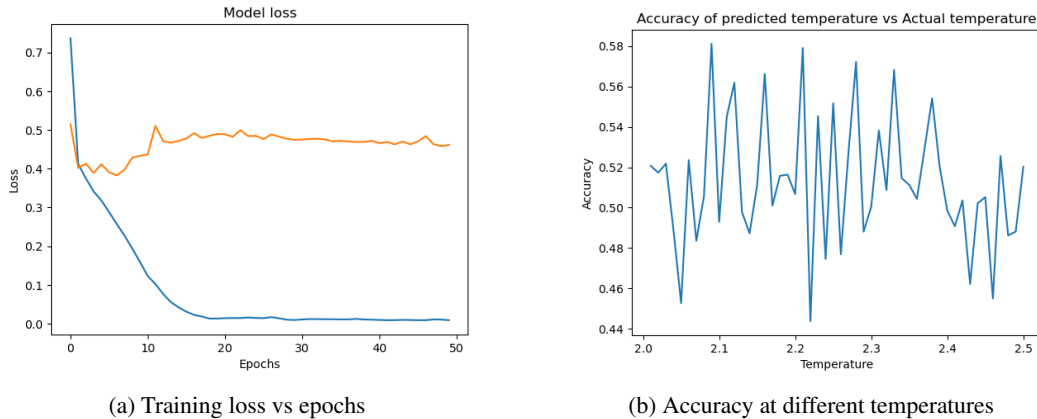 Model loss
0.7
0.6
0.5
0.4
0.3
0.2
0.1
0.0
Loss
0 10 20 30 40 50
Epochs
(a) Training loss vs epochs
Accuracy of predicted temperature vs Actual temperature
0.58
0.56
0.54
0.52
0.50
0.48
0.46
0.44
Accuracy
2.0 2.1 2.2 2.3 2.4 2.5
Temperature
(b) Accuracy at different temperatures